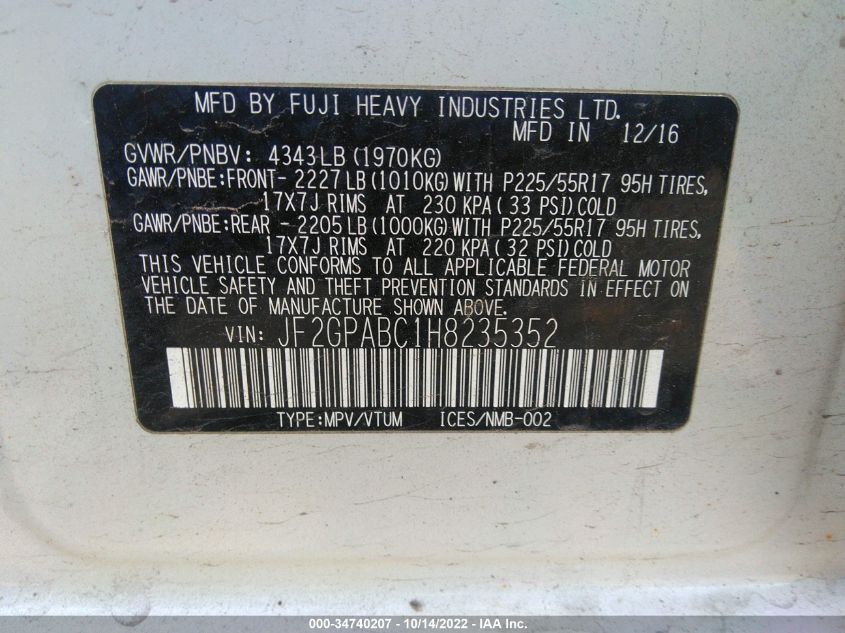 MFD BY FUJI HEAVY INDUSTRIES LTD.
MFD IN 12/16
GVWR/PNBV: 4343LB (1970KG)
GAWR/PNBE:FRONT- 2227 LB (1010KG) WITH P225/55R17 95H TIRES,
17X7J RIMS AT 230 KPA (33 PSI) COLD
GAWR/PNBE:REAR - 2205 LB (1000KG) WITH P225/55R17 95H TIRES,
17X7J RIMS AT 220 KPA (32 PSI) COLD
THIS VEHICLE CONFORMS TO ALL APPLICABLE FEDERAL MOTOR
VEHICLE SAFETY AND THEFT PREVENTION STANDARDS IN EFFECT ON
THE DATE OF MANUFACTURE SHOWN ABOVE.
VIN: JF2GPABC1H8235352
TYPE:MPV/VTUM ICES/NMB-002
000-34740207 - 10/14/2022 - IAA Inc.